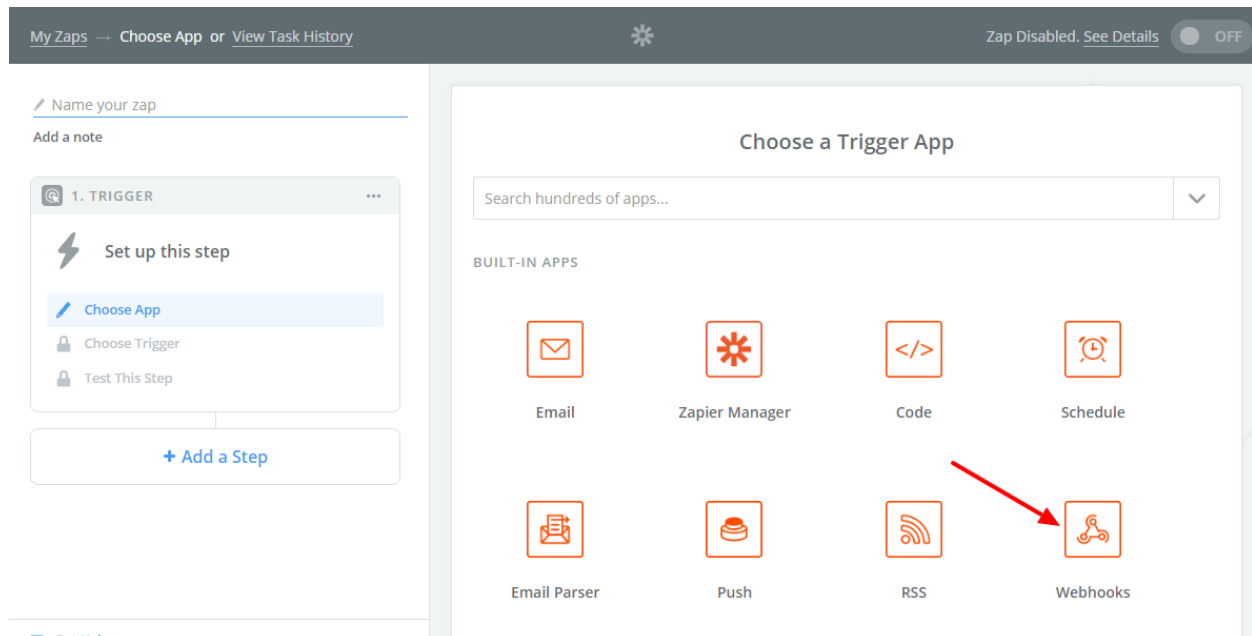 My Zaps → Choose App or View Task History
Zap Disabled. See Details OFF
Name your zap
Add a note
1. TRIGGER
Set up this step
Choose App
Choose Trigger
Test This Step
+ Add a Step
Choose a Trigger App
Search hundreds of apps...
BUILT-IN APPS
Email
Zapier Manager
</> Code
Schedule
Email Parser
Push
RSS
Webhooks